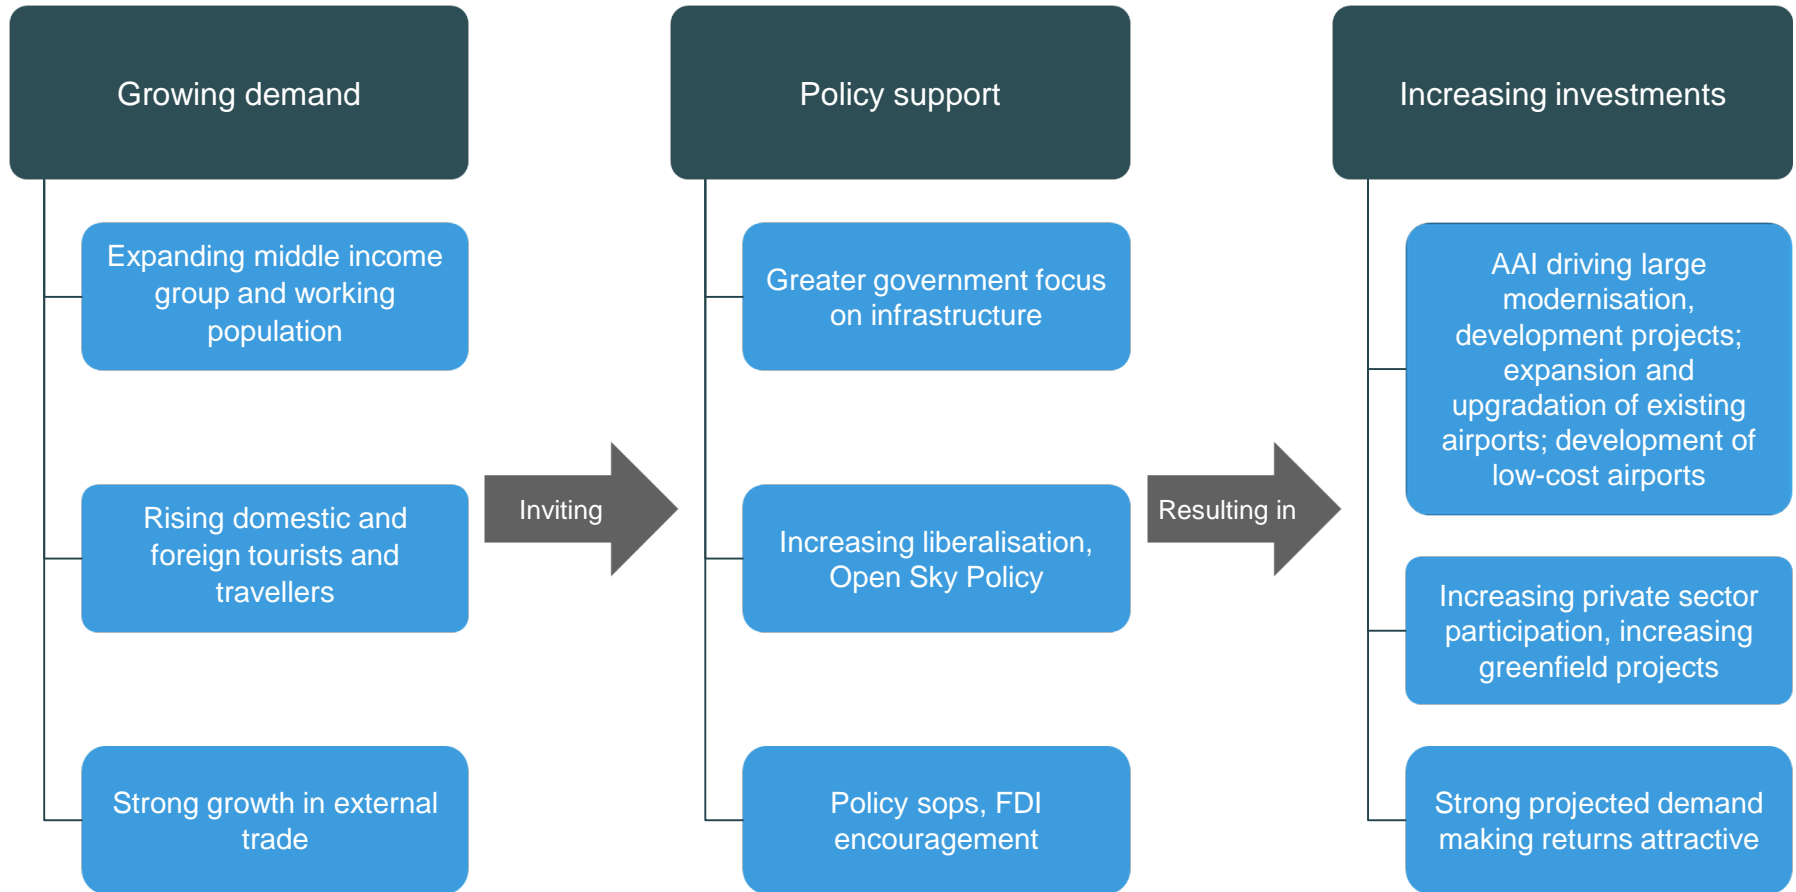 Growing demand
Expanding middle income
group and working
population
Rising domestic and
foreign tourists and
travellers
Strong growth in external
trade
Inviting
Policy support
Greater government focus
on infrastructure
Increasing liberalisation,
Open Sky Policy
Policy sops, FDI
encouragement
Resulting in
Increasing investments
AAI driving large
modernisation,
development projects;
expansion and
upgradation of existing
airports; development of
low-cost airports
Increasing private sector
participation, increasing
greenfield projects
Strong projected demand
making returns attractive